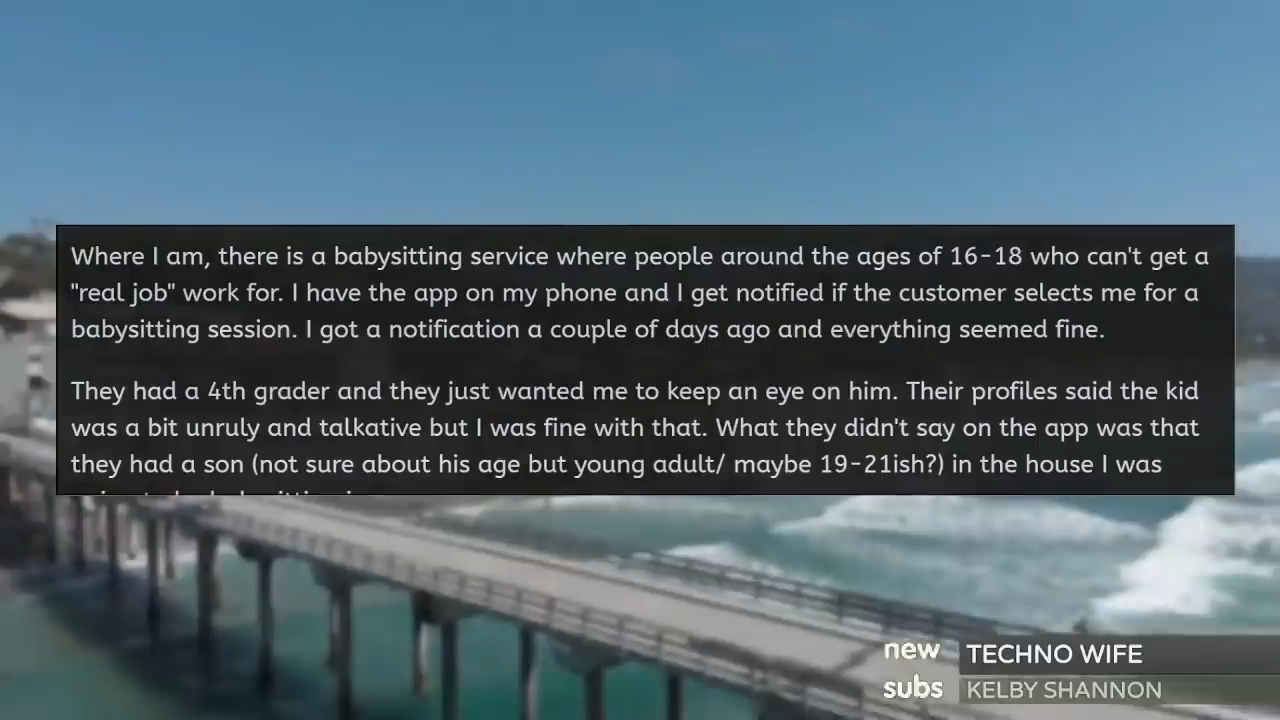 Where I am, there is a babysitting service where people around the ages of 16-18 who can't get a
"real job" work for. I have the app on my phone and I get notified if the customer selects me for a
babysitting session. I got a notification a couple of days ago and everything seemed fine.
They had a 4th grader and they just wanted me to keep an eye on him. Their profiles said the kid
was a bit unruly and talkative but I was fine with that. What they didn't say on the app was that
they had a son (not sure about his age but young adult/ maybe 19-21ish?) in the house I was
new TECHNO WIFE
subs KELBY SHANNON